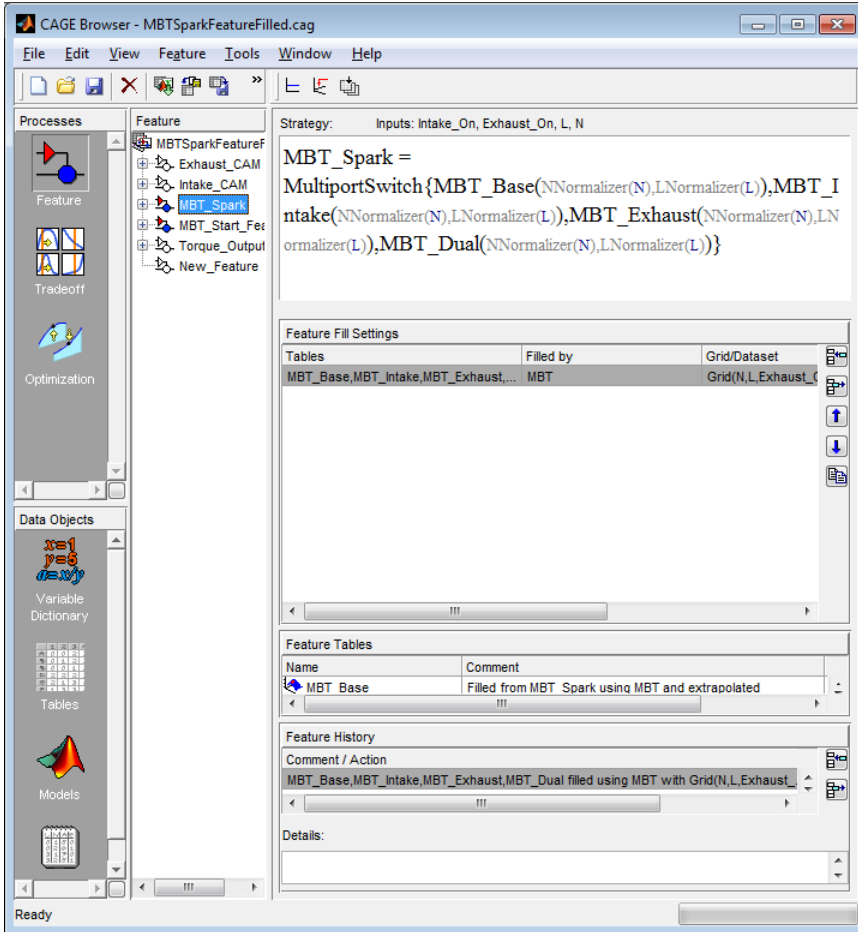 CAGE Browser - MBTSparkFeatureFilled.cag
File Edit View Feature Tools Window Help
»
Processes
Feature
Tradeoff
Optimization
Data Objects
x=1
y=5
a=x/y
Variable
Dictionary
Tables
Models
Feature
MBTSparkFeatureF
Exhaust_CAM
Intake_CAM
MBT_Spark
MBT_Start_Fea
Torque_Output
New_Feature
Strategy: Inputs: Intake_On, Exhaust_On, L, N
MBT_Spark =
MultiportSwitch{MBT_Base(NNormalizer(N),LNormalizer(L)),MBT_I
ntake(NNormalizer(N),LNormalizer(L)),MBT_Exhaust(NNormalizer(N),LN
ormalizer(L)),MBT_Dual(NNormalizer(N),LNormalizer(L))}
Feature Fill Settings
Tables Filled by Grid/Dataset
MBT_Base,MBT_Intake,MBT_Exhaust,... MBT Grid(N,L,Exhaust_O
Feature Tables
Name Comment
MBT_Base Filled from MBT_Spark using MBT and extrapolated
Feature History
Comment / Action
MBT_Base,MBT_Intake,MBT_Exhaust,MBT_Dual filled using MBT with Grid(N,L,Exhaust_
Details:
Ready